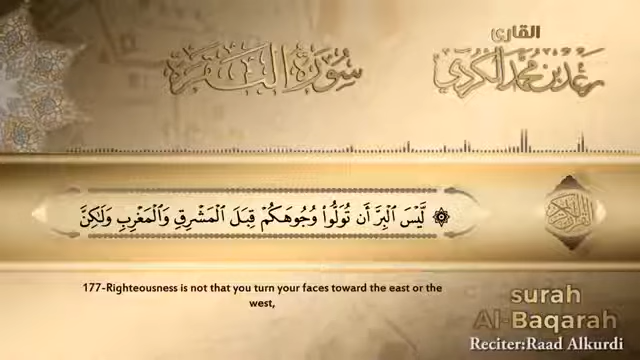 القارئ
رعد بن محمد الكردي
سورة البقرة
۞ لَّيْسَ الْبِرَّ أَن تُوَلُّوا۟ وُجُوهَكُمْ قِبَلَ الْمَشْرِقِ وَالْمَغْرِبِ وَلَٰكِنَّ
177-Righteousness is not that you turn your faces toward the east or the
west,
surah
Al-Baqarah
Reciter:Raad Alkurdi